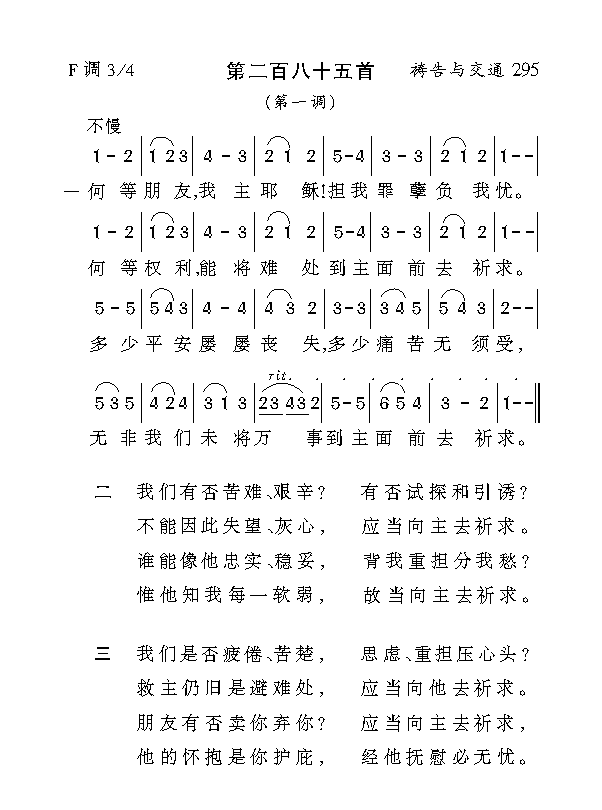 F 调 3/4 第二百八十五首 祷告与交通 295
(第一调)
不慢
1 - 2 | 1 2 3 | 4 - 3 | 2 1 2 | 5 - 4 | 3 - 3 | 2 1 2 | 1 - - |
一 何等朋友,我主耶稣!担我罪孽负我忧。
1 - 2 | 1 2 3 | 4 - 3 | 2 1 2 | 5 - 4 | 3 - 3 | 2 1 2 | 1 - - |
何等权利,能将难处到主面前去祈求。
5 - 5 | 5 4 3 | 4 - 4 | 4 3 2 | 3 - 3 | 3 4 5 | 5 4 3 | 2 - - |
多少平安屡屡丧失,多少痛苦无须受,
rit.
5 3 5 | 4 2 4 | 3 1 3 | 23 43 2 | 5 - 5 | 6 5 4 | 3 - 2 | 1 - - ||
无非我们未将万事到主面前去祈求。
二 我们有否苦难、艰辛? 有否试探和引诱?
不能因此失望、灰心, 应当向主去祈求。
谁能像他忠实、稳妥, 背我重担分我愁?
惟他知我每一软弱, 故当向主去祈求。
三 我们是否疲倦、苦楚, 思虑、重担压心头?
救主仍旧是避难处, 应当向他去祈求。
朋友有否卖你弃你? 应当向主去祈求,
他的怀抱是你护庇, 经他抚慰必无忧。